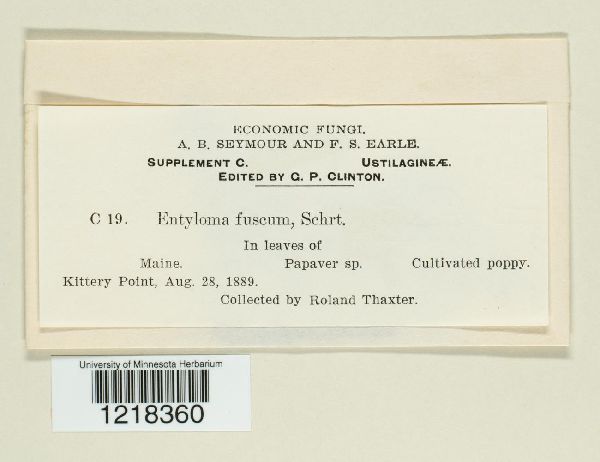 ECONOMIC FUNGI.
A. B. SEYMOUR AND F. S. EARLE.
SUPPLEMENT C. USTILAGINEÆ.
EDITED BY G. P. CLINTON.
C 19. Entyloma fuscum, Schrt.
In leaves of
Maine. Papaver sp. Cultivated poppy.
Kittery Point, Aug. 28, 1889.
Collected by Roland Thaxter.
University of Minnesota Herbarium
1218360